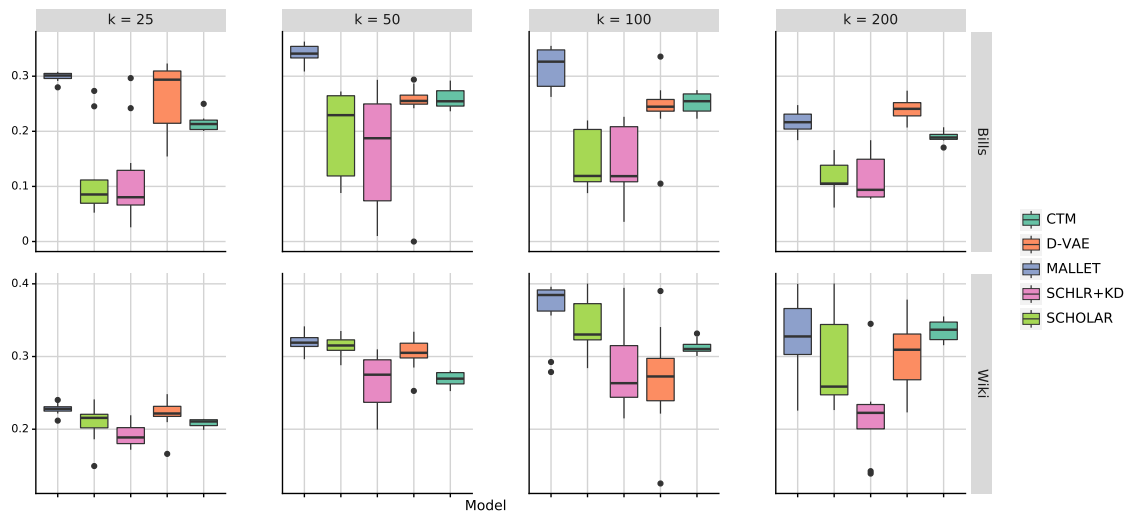 k = 25
k = 50
k = 100
k = 200
0.3
0.2
0.1
0
Bills
0.4
0.3
0.2
Wiki
Model
CTM
D-VAE
MALLET
SCHLR+KD
SCHOLAR